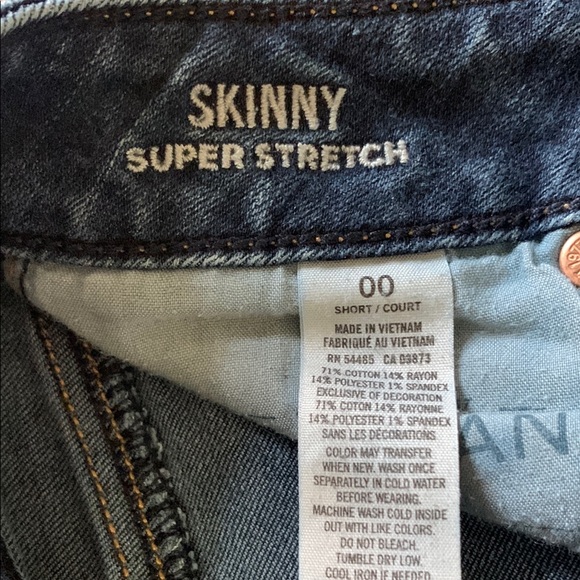 SKINNY
SUPER STRETCH
00
SHORT / COURT
MADE IN VIETNAM
FABRIQUÉ AU VIETNAM
RN 54485 CA 03873
71% COTTON 14% RAYON
14% POLYESTER 1% SPANDEX
EXCLUSIVE OF DECORATION
71% COTON 14% RAYONNE
14% POLYESTER 1% SPANDEX
SANS LES DÉCORATIONS
COLOR MAY TRANSFER
WHEN NEW. WASH ONCE
SEPARATELY IN COLD WATER
BEFORE WEARING.
MACHINE WASH COLD INSIDE
OUT WITH LIKE COLORS.
DO NOT BLEACH.
TUMBLE DRY LOW.
COOL IRON IF NEEDED.
AN